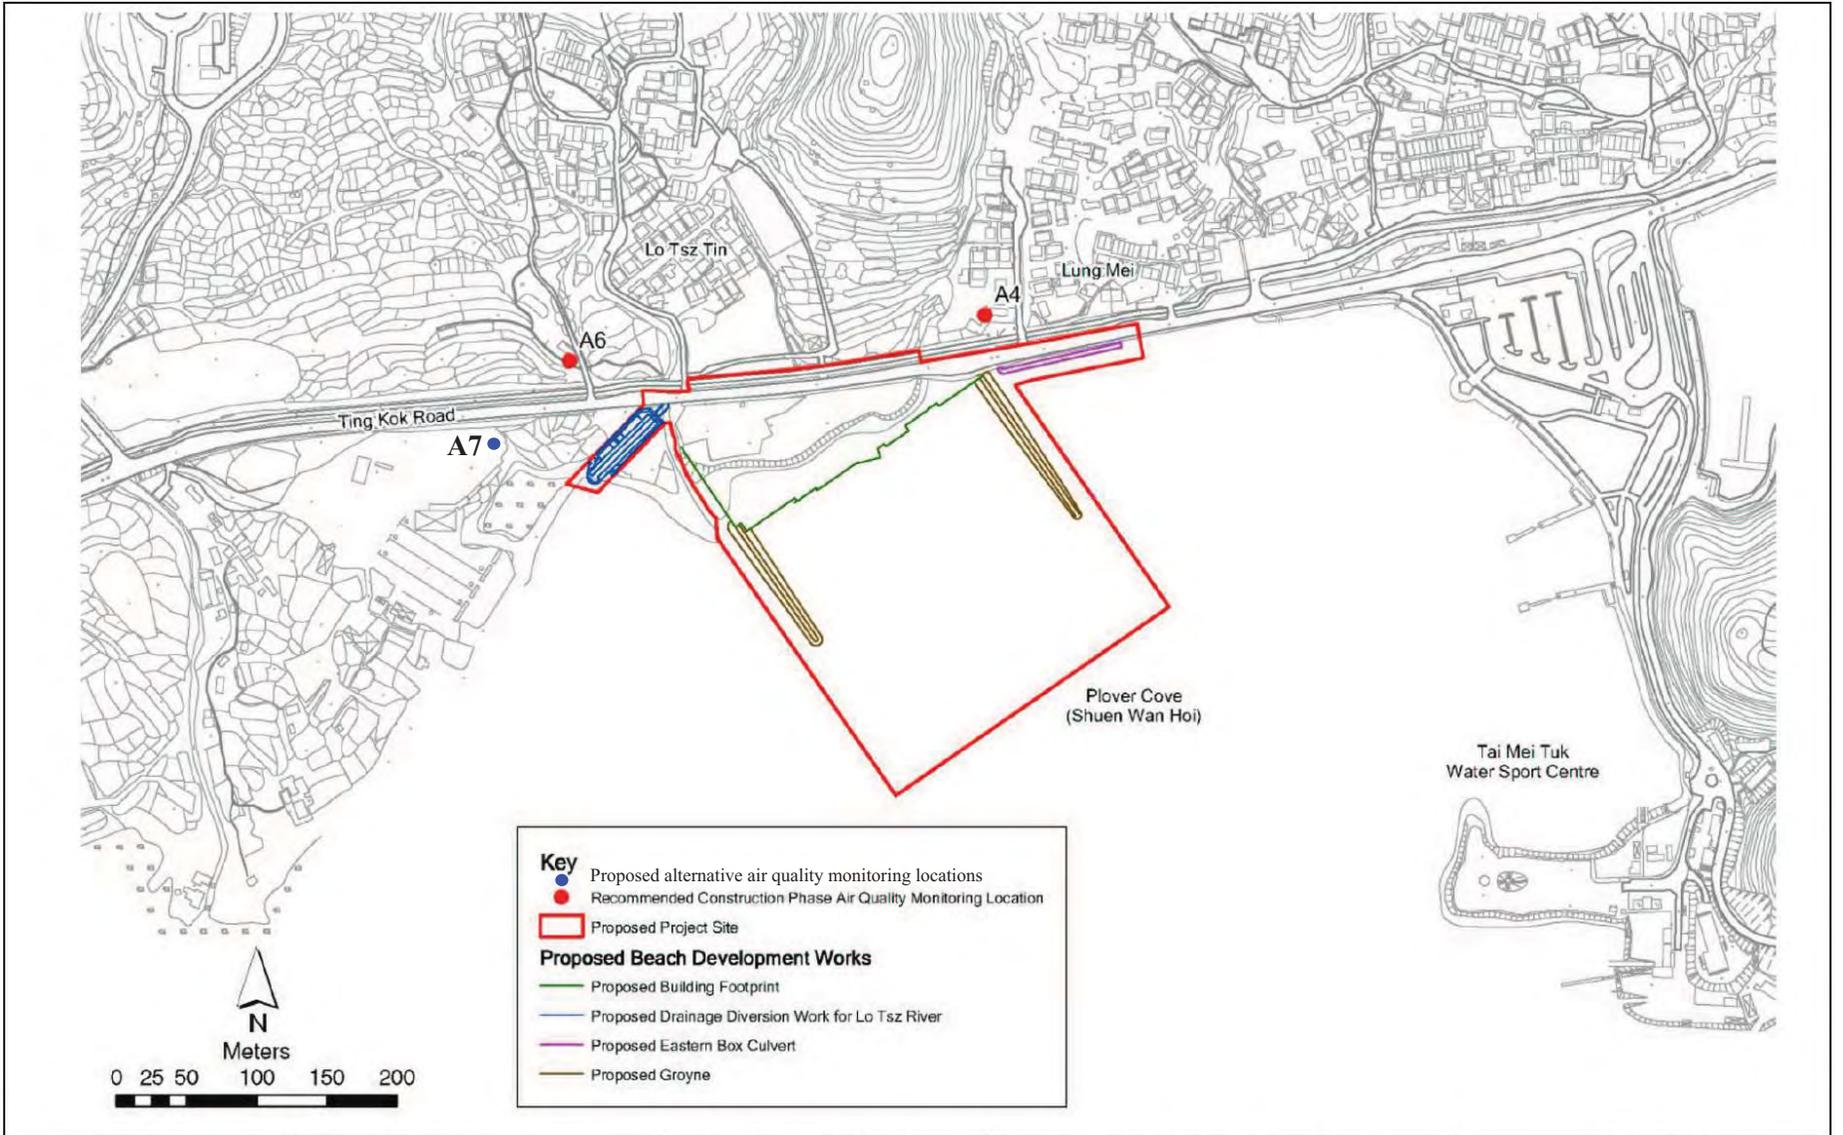 Lo Tsz Tin
Lung Mei
A4
A6
Ting Kok Road
A7
Plover Cove
(Shuen Wan Hoi)
Tai Mei Tuk
Water Sport Centre
Key
Proposed alternative air quality monitoring locations
Recommended Construction Phase Air Quality Monitoring Location
Proposed Project Site
Proposed Beach Development Works
Proposed Building Footprint
Proposed Drainage Diversion Work for Lo Tsz River
Proposed Eastern Box Culvert
Proposed Groyne
N
Meters
0 25 50 100 150 200